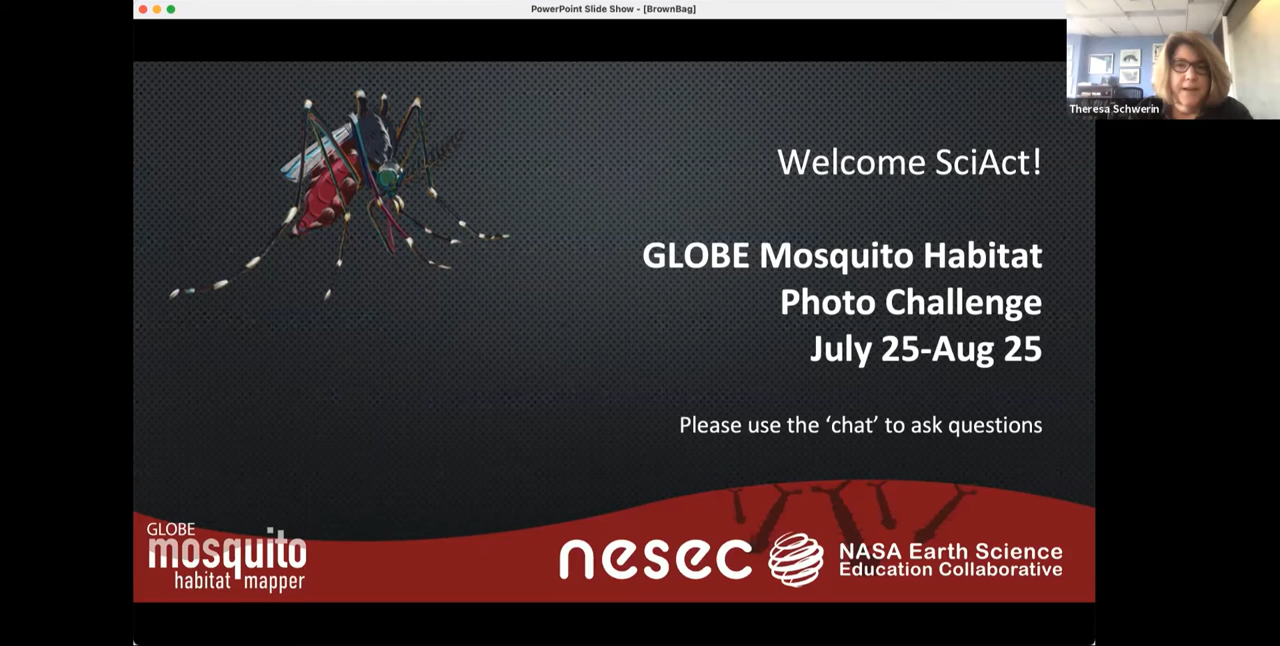 PowerPoint Slide Show - [BrownBag]
Theresa Schwerin
Welcome SciAct!
GLOBE Mosquito Habitat
Photo Challenge
July 25-Aug 25
Please use the ‘chat’ to ask questions
GLOBE
mosquito
habitat mapper
nesec
NASA Earth Science
Education Collaborative